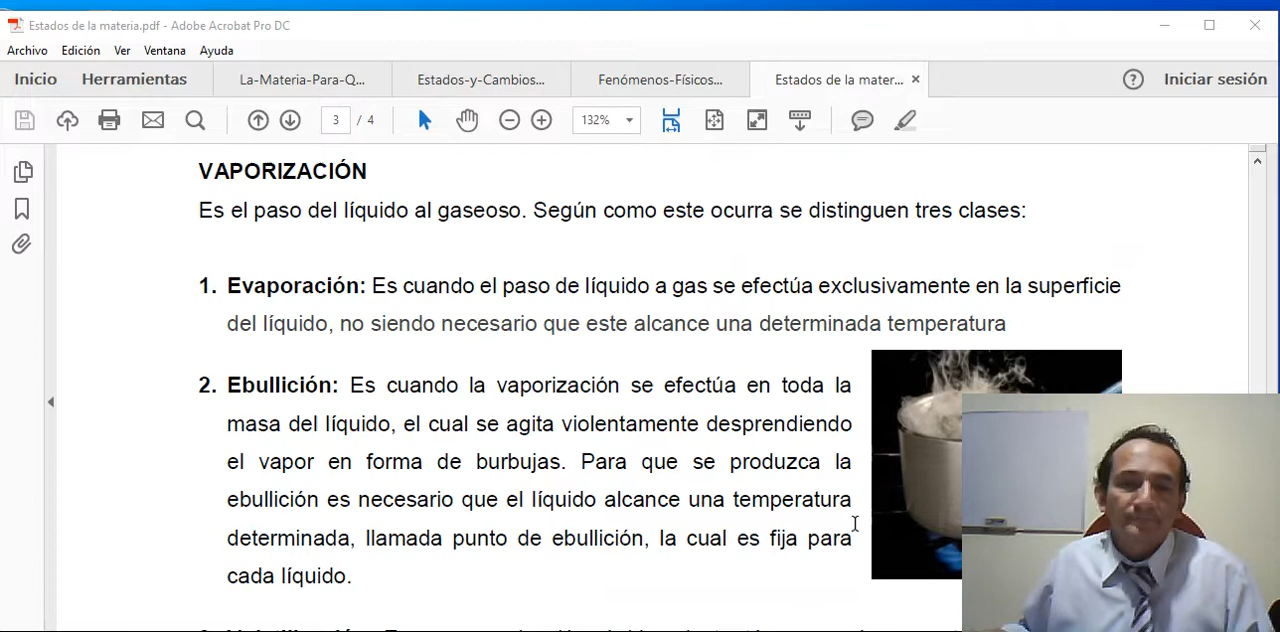 Estados de la materia.pdf - Adobe Acrobat Pro DC
Archivo Edición Ver Ventana Ayuda
Inicio Herramientas La-Materia-Para-Q... Estados-y-Cambios... Fenómenos-Físicos... Estados de la mater... × ? Iniciar sesión
3 / 4 132%
VAPORIZACIÓN
Es el paso del líquido al gaseoso. Según como este ocurra se distinguen tres clases:
1. Evaporación: Es cuando el paso de líquido a gas se efectúa exclusivamente en la superficie
del líquido, no siendo necesario que este alcance una determinada temperatura
2. Ebullición: Es cuando la vaporización se efectúa en toda la
masa del líquido, el cual se agita violentamente desprendiendo
el vapor en forma de burbujas. Para que se produzca la
ebullición es necesario que el líquido alcance una temperatura
determinada, llamada punto de ebullición, la cual es fija para
cada líquido.